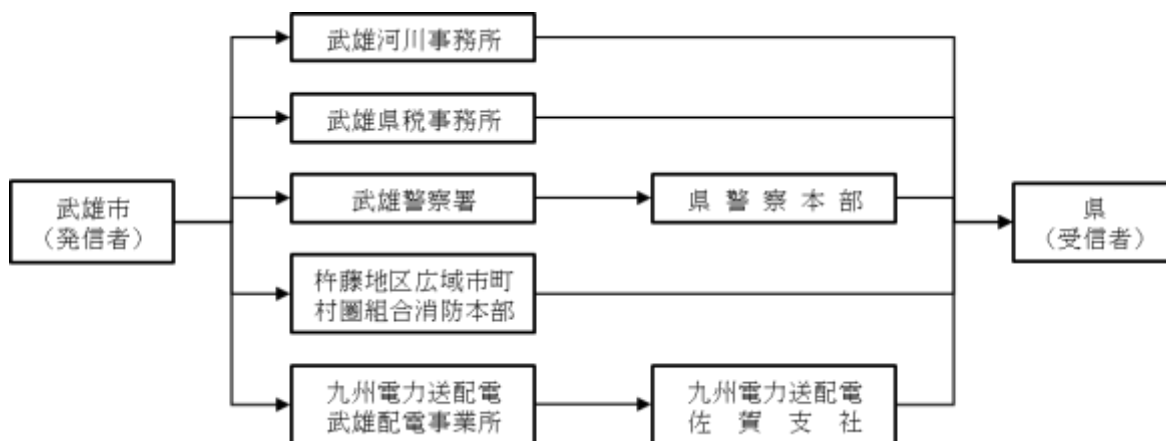 武雄河川事務所
武雄県税事務所
武雄市
（発信者）
武雄警察署
県 警 察 本 部
県
（受信者）
杵藤地区広域市町
村圏組合消防本部
九州電力送配電
武雄配電事業所
九州電力送配電
佐 賀 支 社